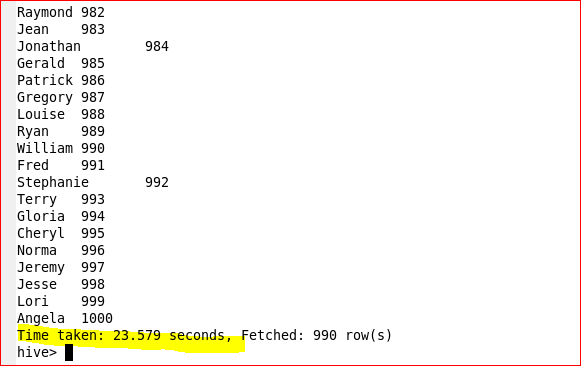 Raymond 982
Jean    983
Jonathan        984
Gerald  985
Patrick 986
Gregory 987
Louise  988
Ryan    989
William 990
Fred    991
Stephanie       992
Terry   993
Gloria  994
Cheryl  995
Norma   996
Jeremy  997
Jesse   998
Lori    999
Angela  1000
Time taken: 23.579 seconds, Fetched: 990 row(s)
hive>